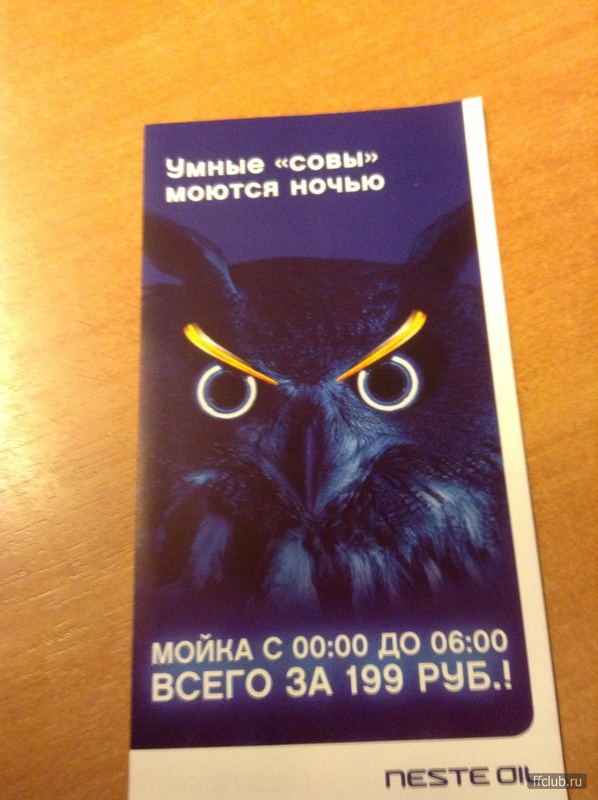 Умные «совы»
моются ночью
МОЙКА С 00:00 ДО 06:00
ВСЕГО ЗА 199 РУБ.!
NESTE OIL
ffclub.ru